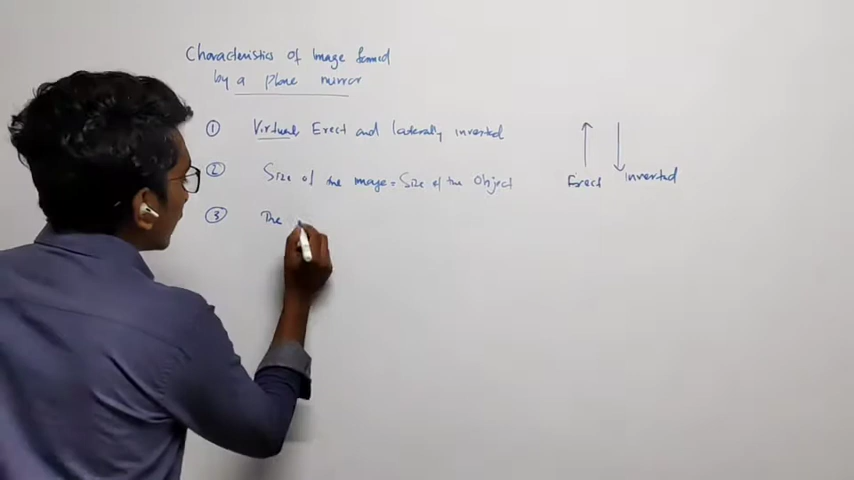 Characteristics of Image formed
by a plane mirror
① Virtual Erect and laterally inverted
② Size of the image = Size of the Object
③ The
Erect Inverted